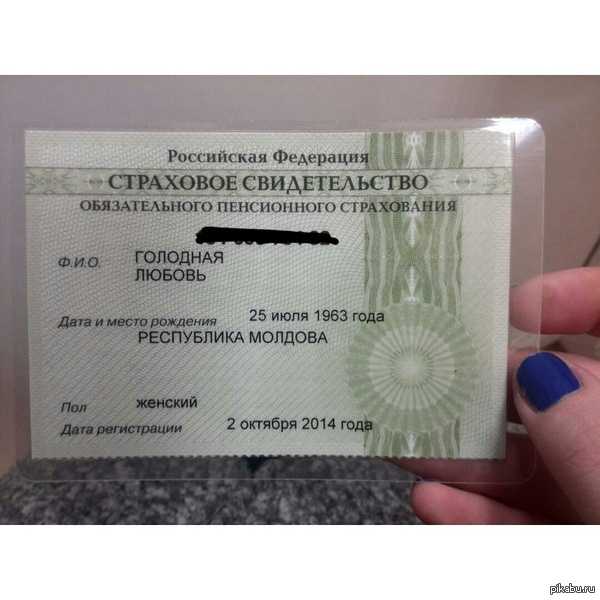 Российская Федерация
СТРАХОВОЕ СВИДЕТЕЛЬСТВО
ОБЯЗАТЕЛЬНОГО ПЕНСИОННОГО СТРАХОВАНИЯ
Ф.И.О. ГОЛОДНАЯ
ЛЮБОВЬ
Дата и место рождения 25 июля 1963 года
РЕСПУБЛИКА МОЛДОВА
Пол женский
Дата регистрации 2 октября 2014 года
pikabu.ru